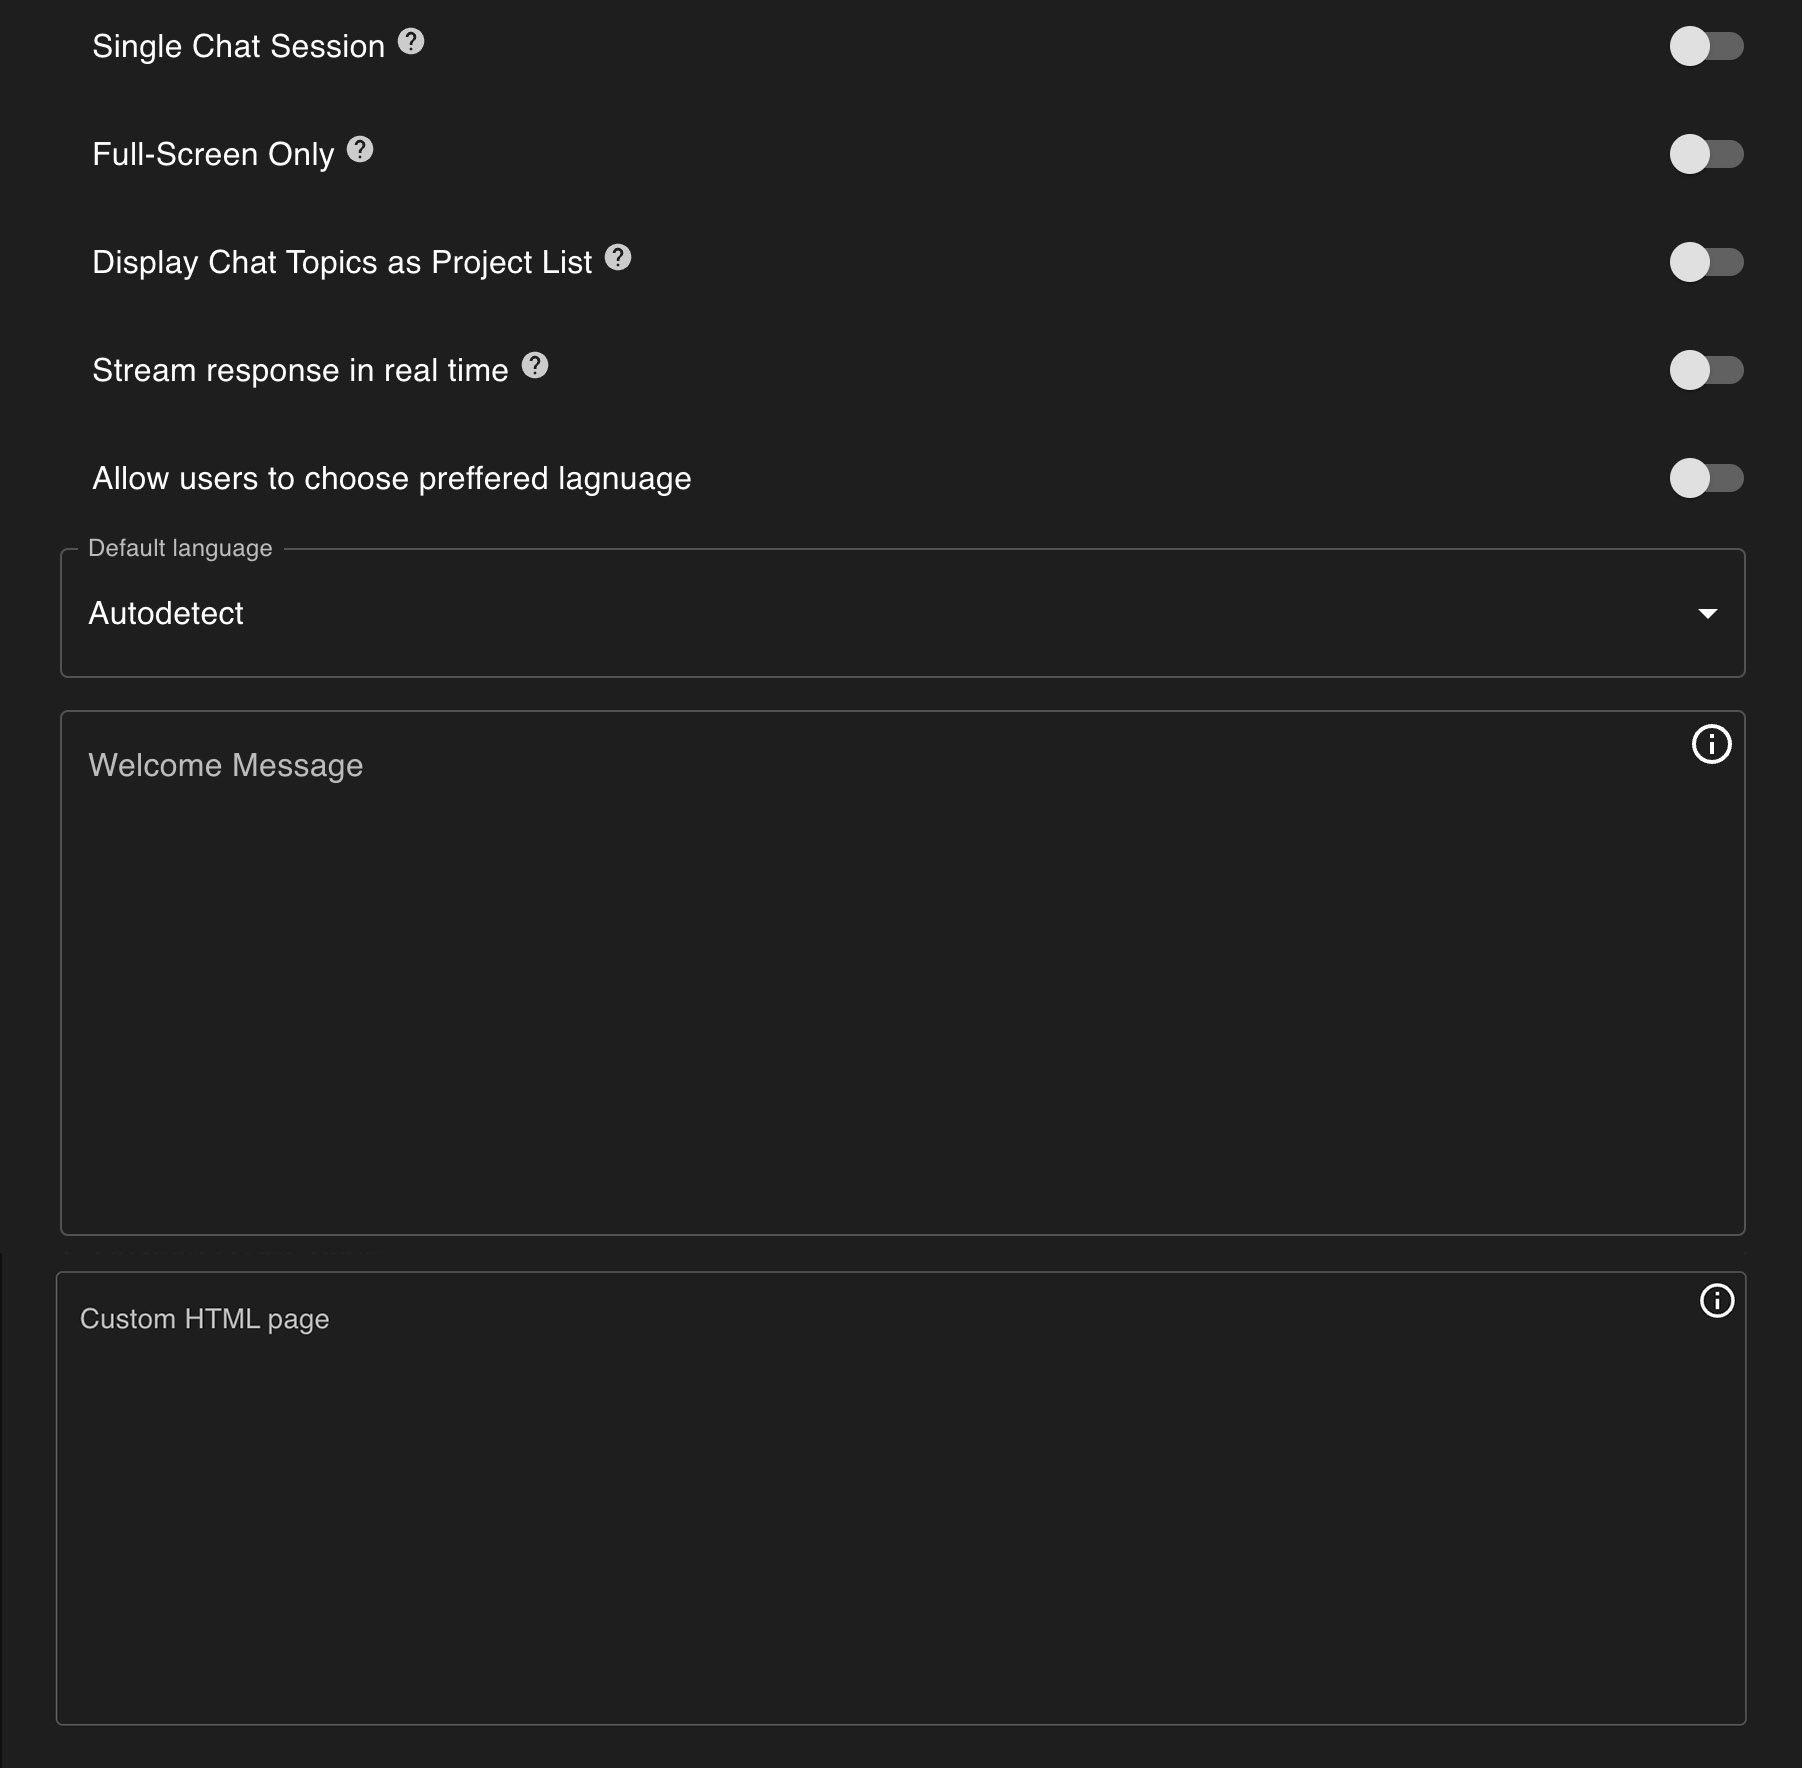 Single Chat Session
Full-Screen Only
Display Chat Topics as Project List
Stream response in real time
Allow users to choose preffered lagnuage
Default language
Autodetect
Welcome Message
Custom HTML page